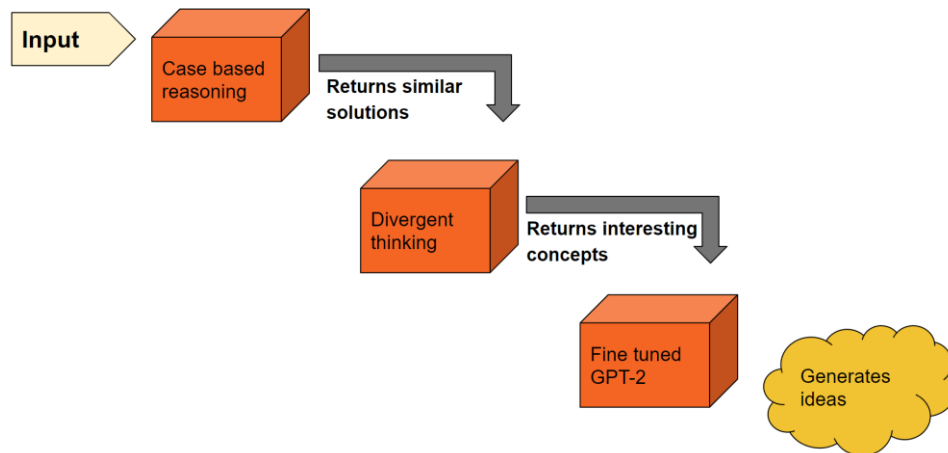 Input
Case based
reasoning
Returns similar
solutions
Divergent
thinking
Returns interesting
concepts
Fine tuned
GPT-2
Generates
ideas